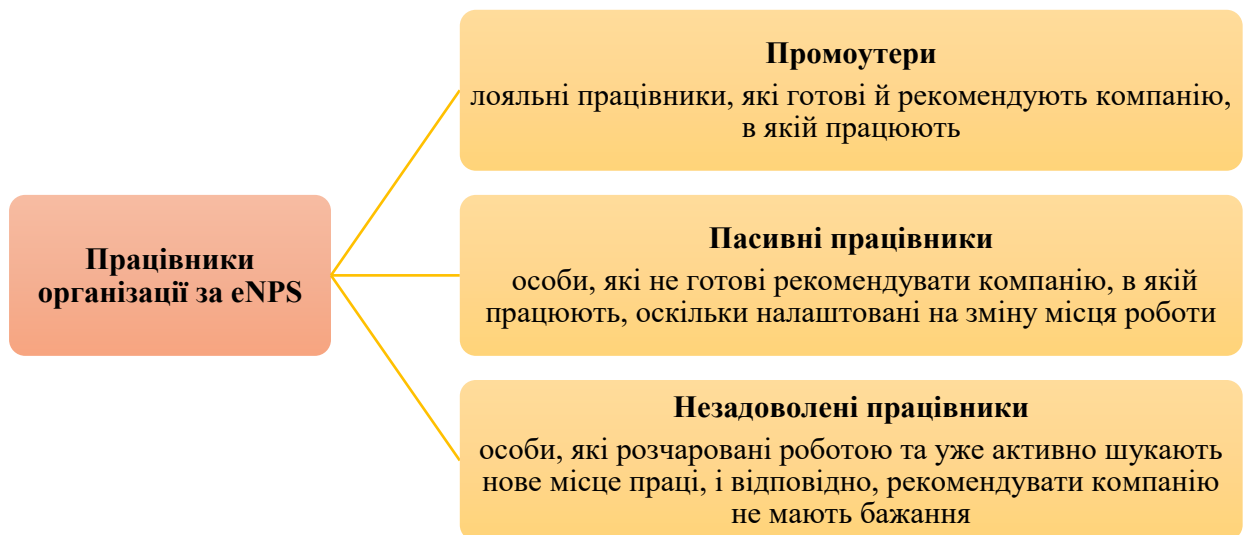 Промоутери
лояльні працівники, які готові й рекомендують компанію,
в якій працюють
Працівники
організації за eNPS
Пасивні працівники
особи, які не готові рекомендувати компанію, в якій
працюють, оскільки налаштовані на зміну місця роботи
Незадоволені працівники
особи, які розчаровані роботою та уже активно шукають
нове місце праці, і відповідно, рекомендувати компанію
не мають бажання